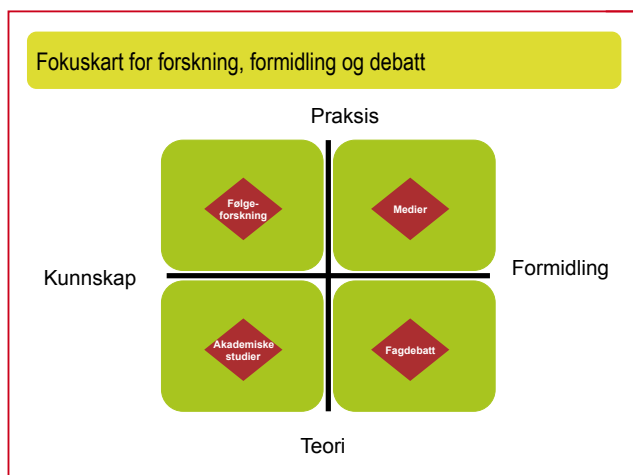 Fokuskart for forskning, formidling og debatt
Praksis
Følge-
forskning
Medier
Kunnskap
Formidling
Akademiske
studier
Fagdebatt
Teori